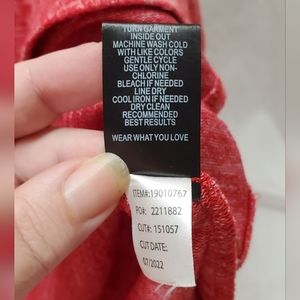 TURN GARMENT
INSIDE OUT
MACHINE WASH COLD
WITH LIKE COLORS
GENTLE CYCLE
USE ONLY NON-
CHLORINE
BLEACH IF NEEDED
LINE DRY
COOL IRON IF NEEDED
DRY CLEAN
RECOMMENDED
BEST RESULTS
WEAR WHAT YOU LOVE
ITEM#:19010767
PO#: 2211882
CUT#: 151057
CUT DATE:
07/2022